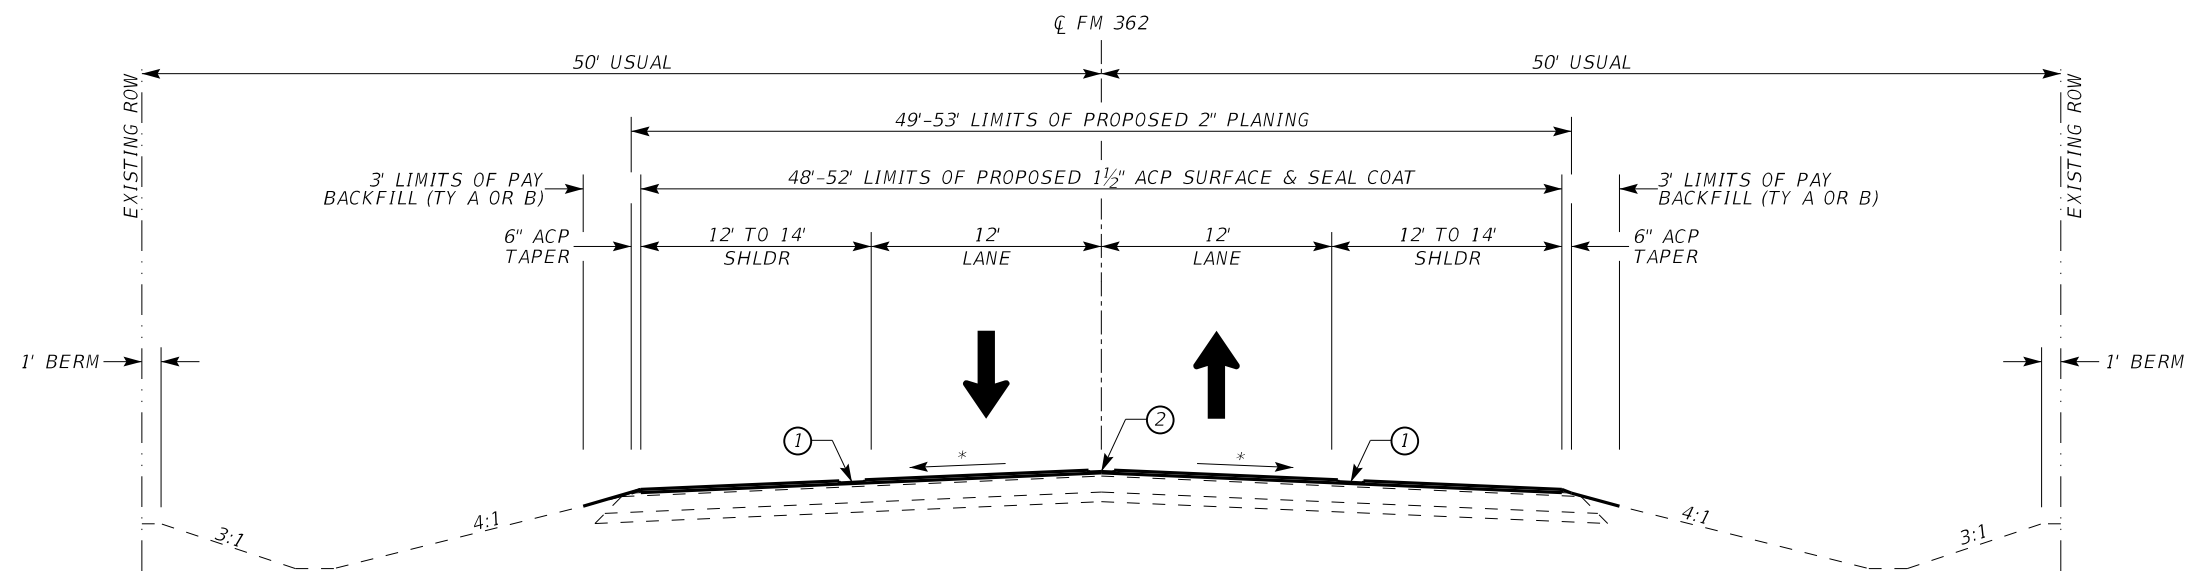 ℄ FM 362
50' USUAL
50' USUAL
EXISTING ROW
EXISTING ROW
49'-53' LIMITS OF PROPOSED 2" PLANING
3' LIMITS OF PAY
BACKFILL (TY A OR B)
48'-52' LIMITS OF PROPOSED 1½" ACP SURFACE & SEAL COAT
3' LIMITS OF PAY
BACKFILL (TY A OR B)
6" ACP
TAPER
12' TO 14'
SHLDR
12'
LANE
12'
LANE
12' TO 14'
SHLDR
6" ACP
TAPER
1' BERM
1' BERM
1
2
1
*
*
3:1
4:1
4:1
3:1